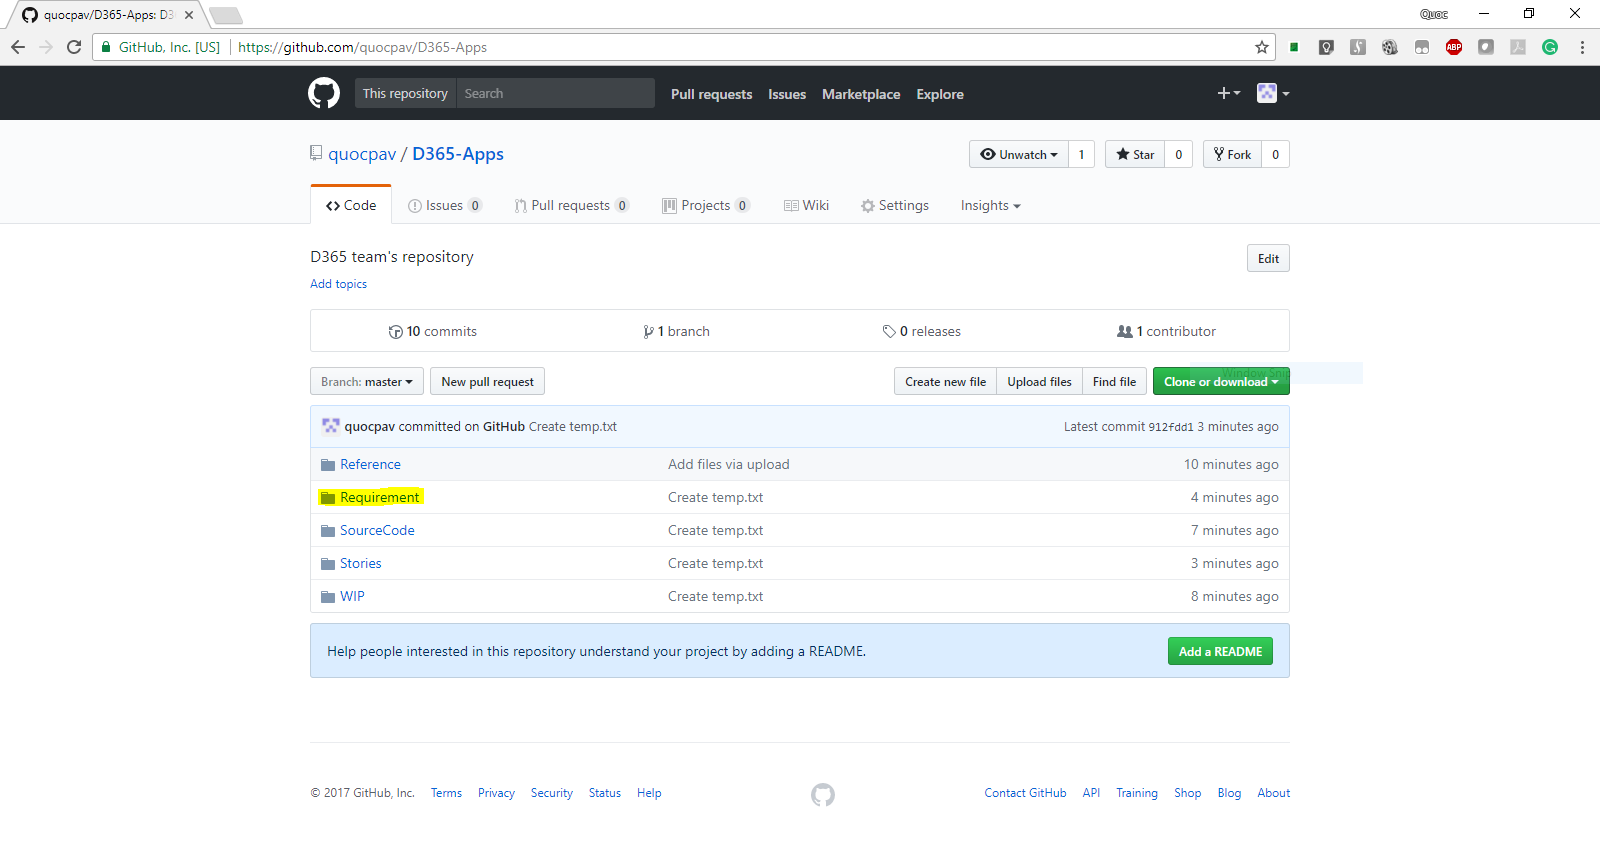 quocpav/D365-Apps: D3
Quoc
GitHub, Inc. [US] https://github.com/quocpav/D365-Apps
ABP
This repository Search Pull requests Issues Marketplace Explore
quocpav / D365-Apps Unwatch 1 Star 0 Fork 0
Code Issues 0 Pull requests 0 Projects 0 Wiki Settings Insights
D365 team's repository Edit
Add topics
10 commits 1 branch 0 releases 1 contributor
Window Snip
Branch: master New pull request Create new file Upload files Find file Clone or download
quocpav committed on GitHub Create temp.txt Latest commit 912fdd1 3 minutes ago
Reference Add files via upload 10 minutes ago
Requirement Create temp.txt 4 minutes ago
SourceCode Create temp.txt 7 minutes ago
Stories Create temp.txt 3 minutes ago
WIP Create temp.txt 8 minutes ago
Help people interested in this repository understand your project by adding a README. Add a README
© 2017 GitHub, Inc. Terms Privacy Security Status Help Contact GitHub API Training Shop Blog About